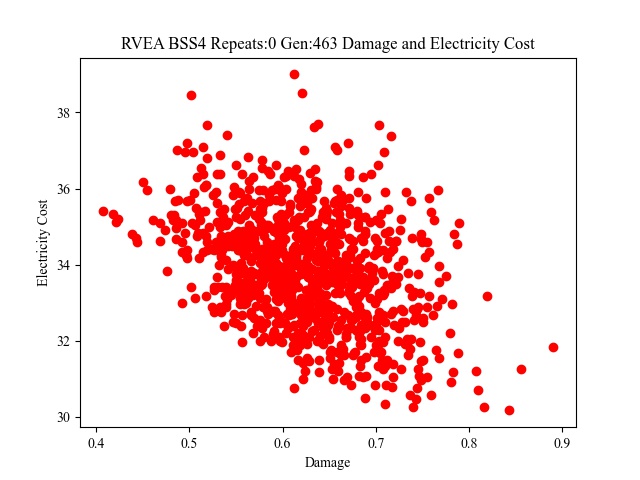 RVEA BSS4 Repeats:0 Gen:463 Damage and Electricity Cost
38
36
34
32
30
Electricity Cost
0.4 0.5 0.6 0.7 0.8 0.9
Damage